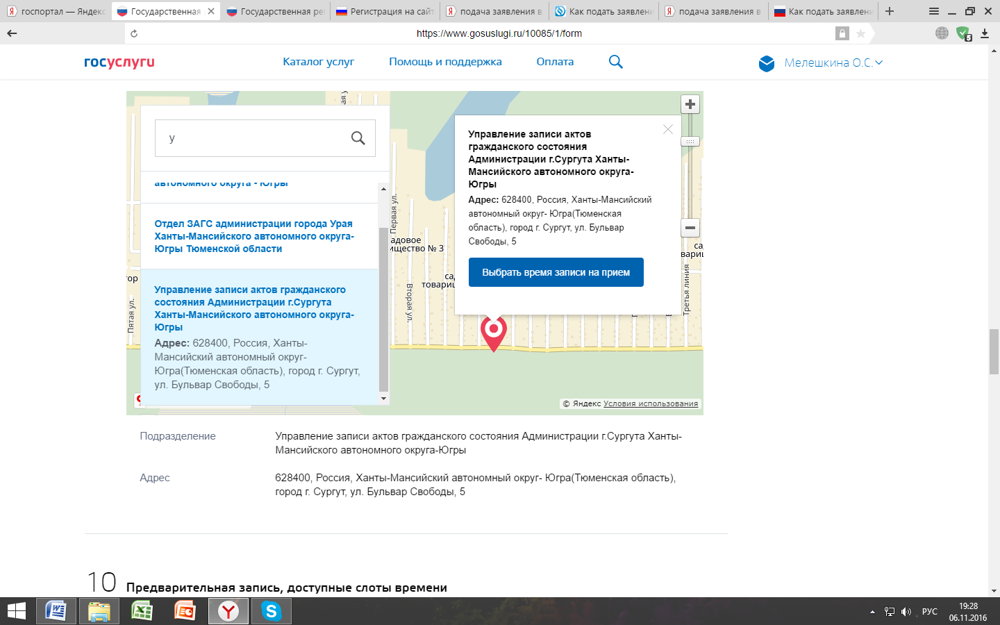 госпортал — Яндекс
Государственная
Государственная рег
Регистрация на сайт
подача заявления в
Как подать заявлени
подача заявления в
Как подать заявлени
https://www.gosuslugi.ru/10085/1/form
5
госуслуги
Каталог услуг
Помощь и поддержка
Оплата
Мелешкина О.С.
у
автономного округа - Югры
Отдел ЗАГС администрации города Урая
Ханты-Мансийского автономного округа-
Югры Тюменской области
Управление записи актов гражданского
состояния Администрации г.Сургута
Ханты-Мансийского автономного округа-
Югры
Адрес: 628400, Россия, Ханты-
Мансийский автономный округ-
Югра(Тюменская область), город г. Сургут,
ул. Бульвар Свободы, 5
ая у
Первая ул.
адовое
ищество № 3
Вторая ул.
сад
товарищ
Пятая ул.
тор
са
товарищ
Третья линия
Управление записи актов
гражданского состояния
Администрации г.Сургута Ханты-
Мансийского автономного округа-
Югры
Адрес: 628400, Россия, Ханты-Мансийский
автономный округ- Югра(Тюменская
область), город г. Сургут, ул. Бульвар
Свободы, 5
Выбрать время записи на прием
© Яндекс Условия использования
Подразделение
Управление записи актов гражданского состояния Администрации г.Сургута Ханты-
Мансийского автономного округа-Югры
Адрес
628400, Россия, Ханты-Мансийский автономный округ- Югра(Тюменская область),
город г. Сургут, ул. Бульвар Свободы, 5
10 Предварительная запись, доступные слоты времени
РУС
19:28
06.11.2016